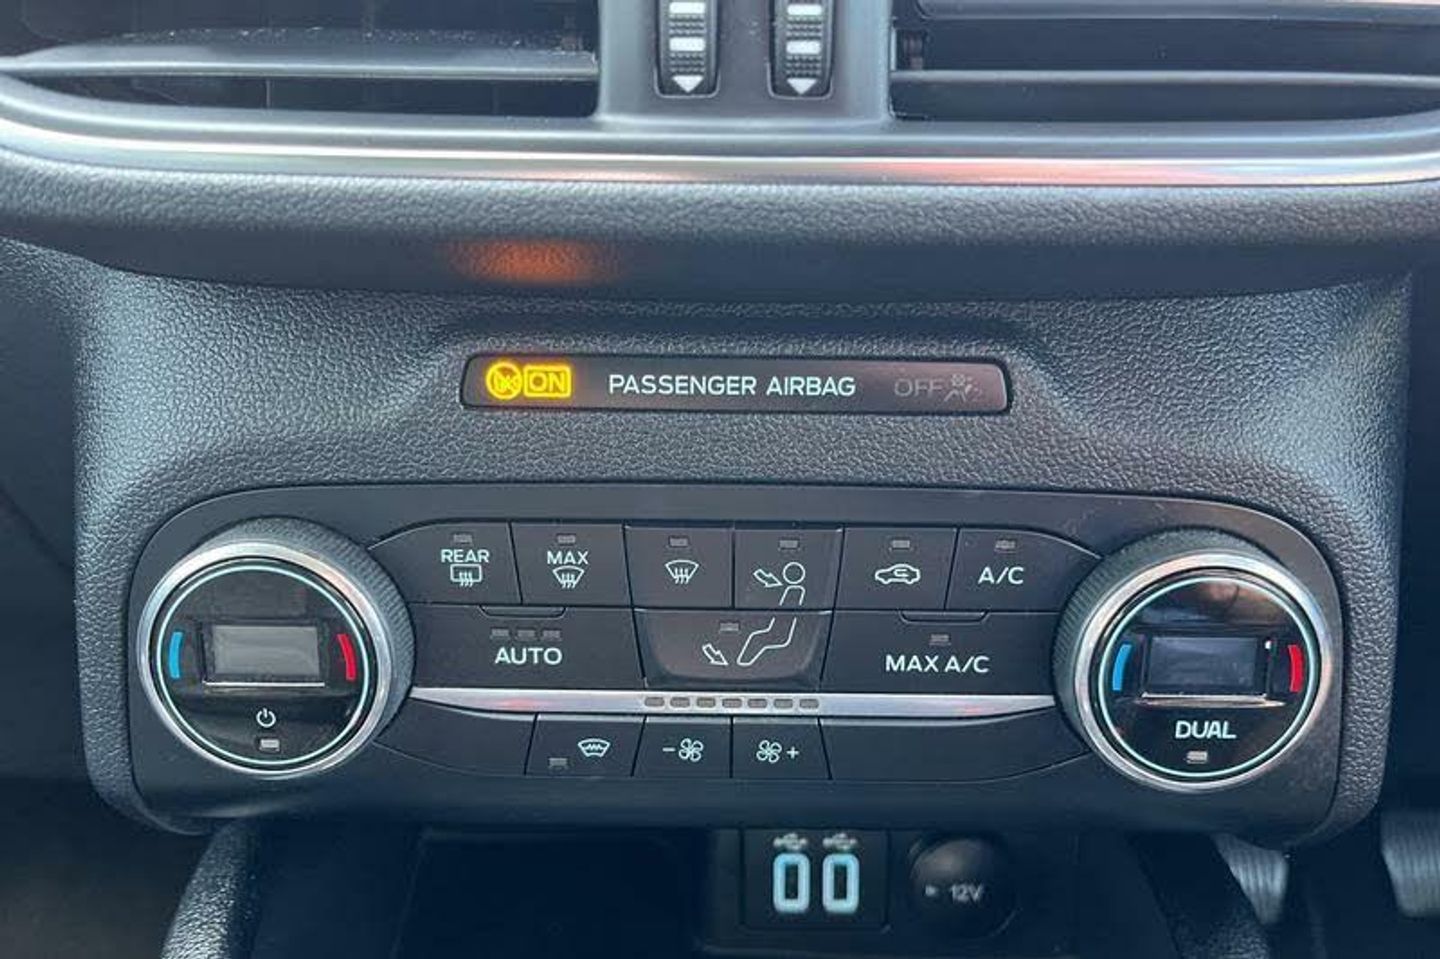 ON PASSENGER AIRBAG OFF
REAR MAX A/C
AUTO MAX A/C
DUAL
- +
12V